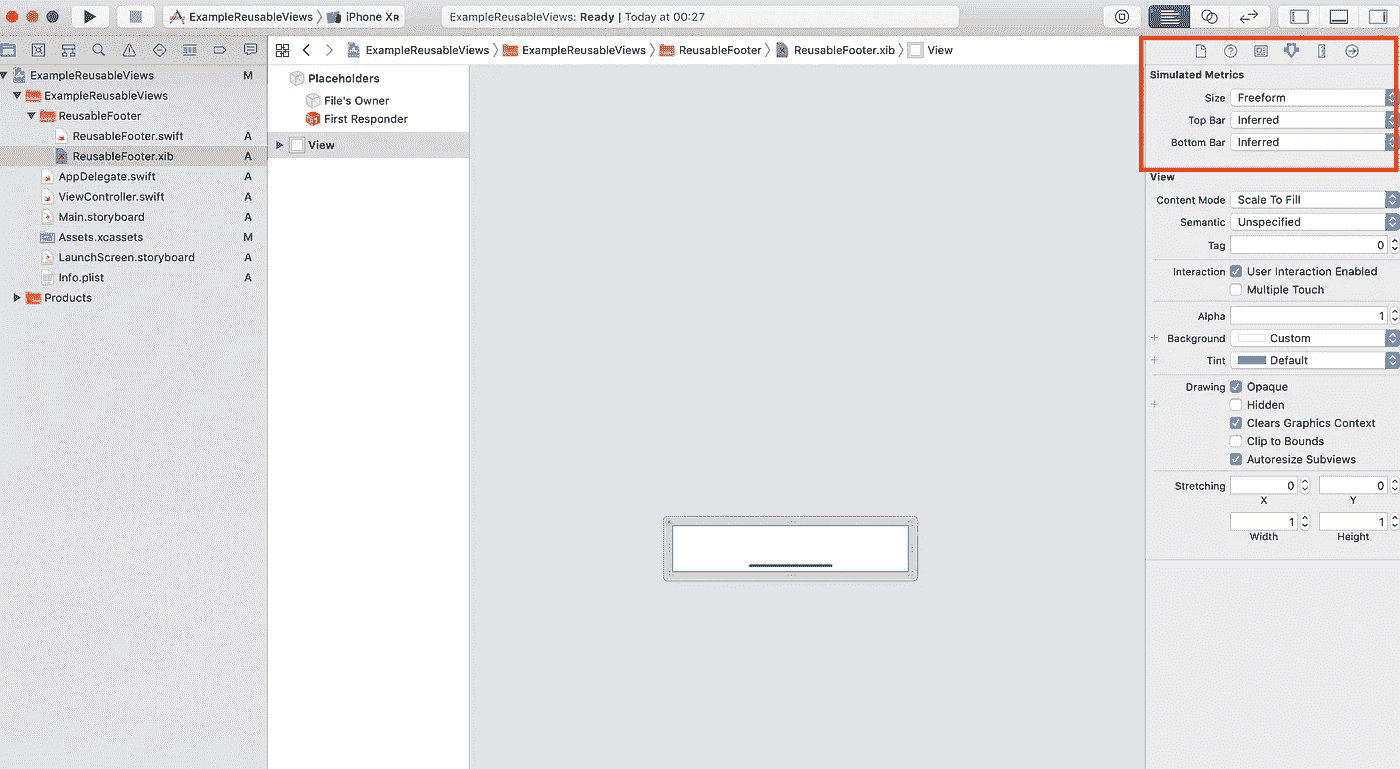 ExampleReusableViews iPhone XR ExampleReusableViews: Ready | Today at 00:27
ExampleReusableViews ExampleReusableViews ReusableFooter ReusableFooter.xib View
ExampleReusableViews M
ExampleReusableViews
ReusableFooter
ReusableFooter.swift A
ReusableFooter.xib A
AppDelegate.swift A
ViewController.swift A
Main.storyboard A
Assets.xcassets M
LaunchScreen.storyboard A
Info.plist A
Products
Placeholders
File's Owner
First Responder
View
Simulated Metrics
Size Freeform
Top Bar Inferred
Bottom Bar Inferred
View
Content Mode Scale To Fill
Semantic Unspecified
Tag 0
Interaction User Interaction Enabled
Multiple Touch
Alpha 1
Background Custom
Tint Default
Drawing Opaque
Hidden
Clears Graphics Context
Clip to Bounds
Autoresize Subviews
Stretching 0 0
X Y
1 1
Width Height